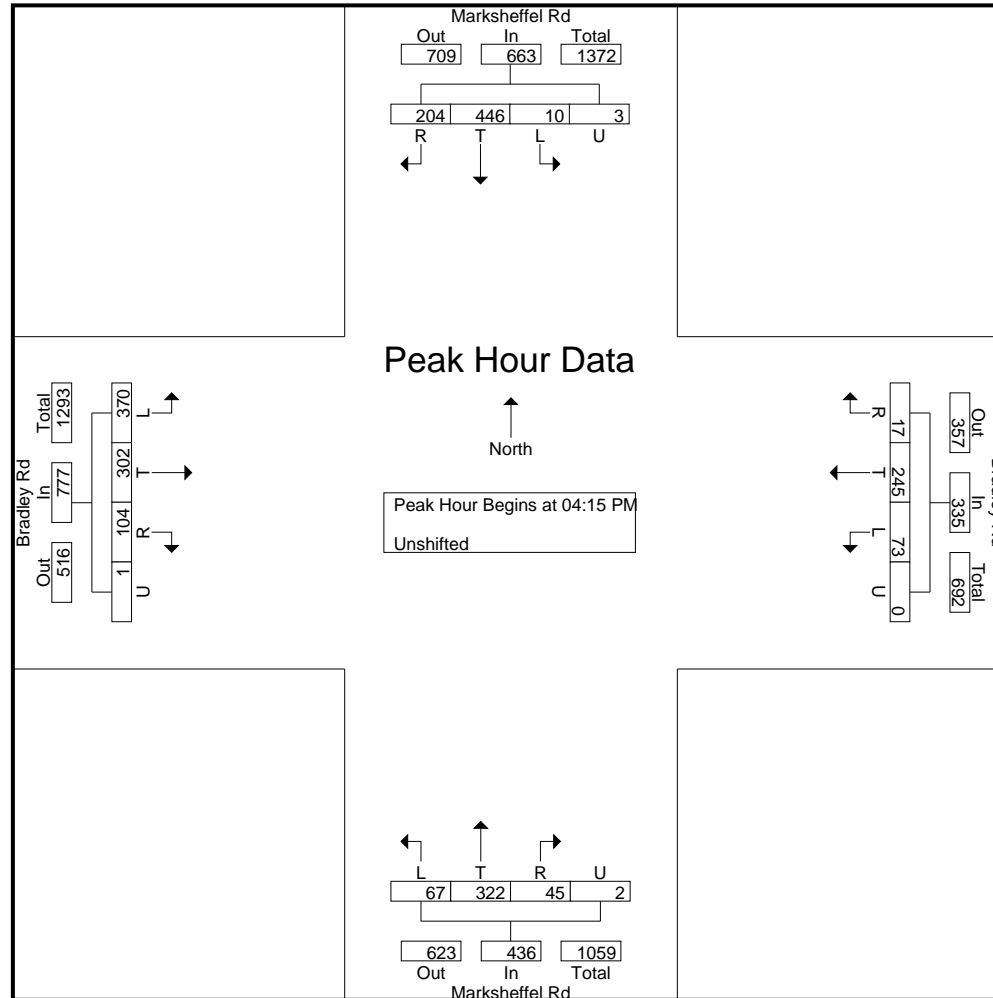 Marksheffel Rd
Out In Total
709 663 1372
204 446 10 3
R T L U
Peak Hour Data
North
Peak Hour Begins at 04:15 PM
Unshifted
Bradley Rd
Total In Out
1293 777 516
370 302 104 1
L T R U
Out In Total
357 335 692
17 245 73 0
R T L U
L T R U
67 322 45 2
623 436 1059
Out In Total
Marksheffel Rd